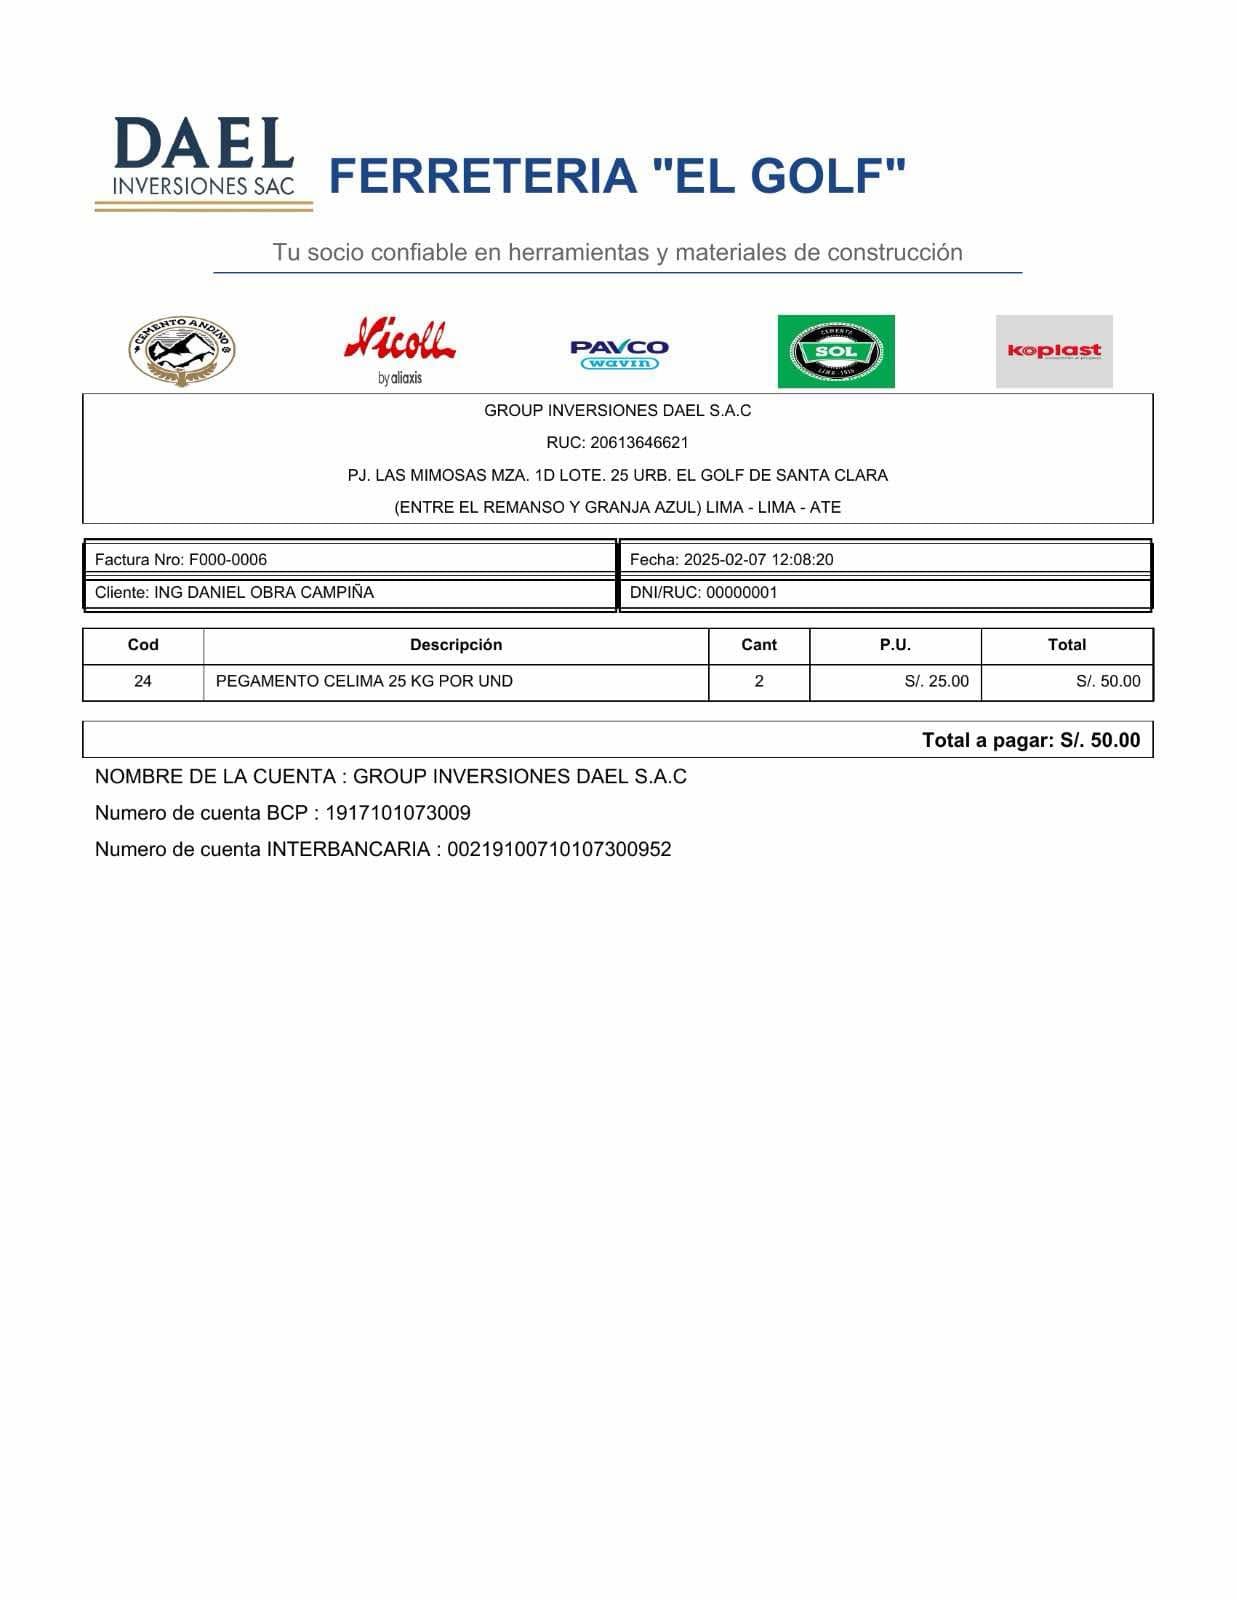 DAEL
INVERSIONES SAC
FERRETERIA "EL GOLF"
Tu socio confiable en herramientas y materiales de construcción
CEMENTO ANDINO
Nicoll
by aliaxis
PAVCO
wavin
CEMENTO
SOL
koplast
GROUP INVERSIONES DAEL S.A.C
RUC: 20613646621
PJ. LAS MIMOSAS MZA. 1D LOTE. 25 URB. EL GOLF DE SANTA CLARA
(ENTRE EL REMANSO Y GRANJA AZUL) LIMA - LIMA - ATE
Factura Nro: F000-0006 Fecha: 2025-02-07 12:08:20
Cliente: ING DANIEL OBRA CAMPIÑA DNI/RUC: 00000001
Cod Descripción Cant P.U. Total
24 PEGAMENTO CELIMA 25 KG POR UND 2 S/. 25.00 S/. 50.00
Total a pagar: S/. 50.00
NOMBRE DE LA CUENTA : GROUP INVERSIONES DAEL S.A.C
Numero de cuenta BCP : 1917101073009
Numero de cuenta INTERBANCARIA : 00219100710107300952